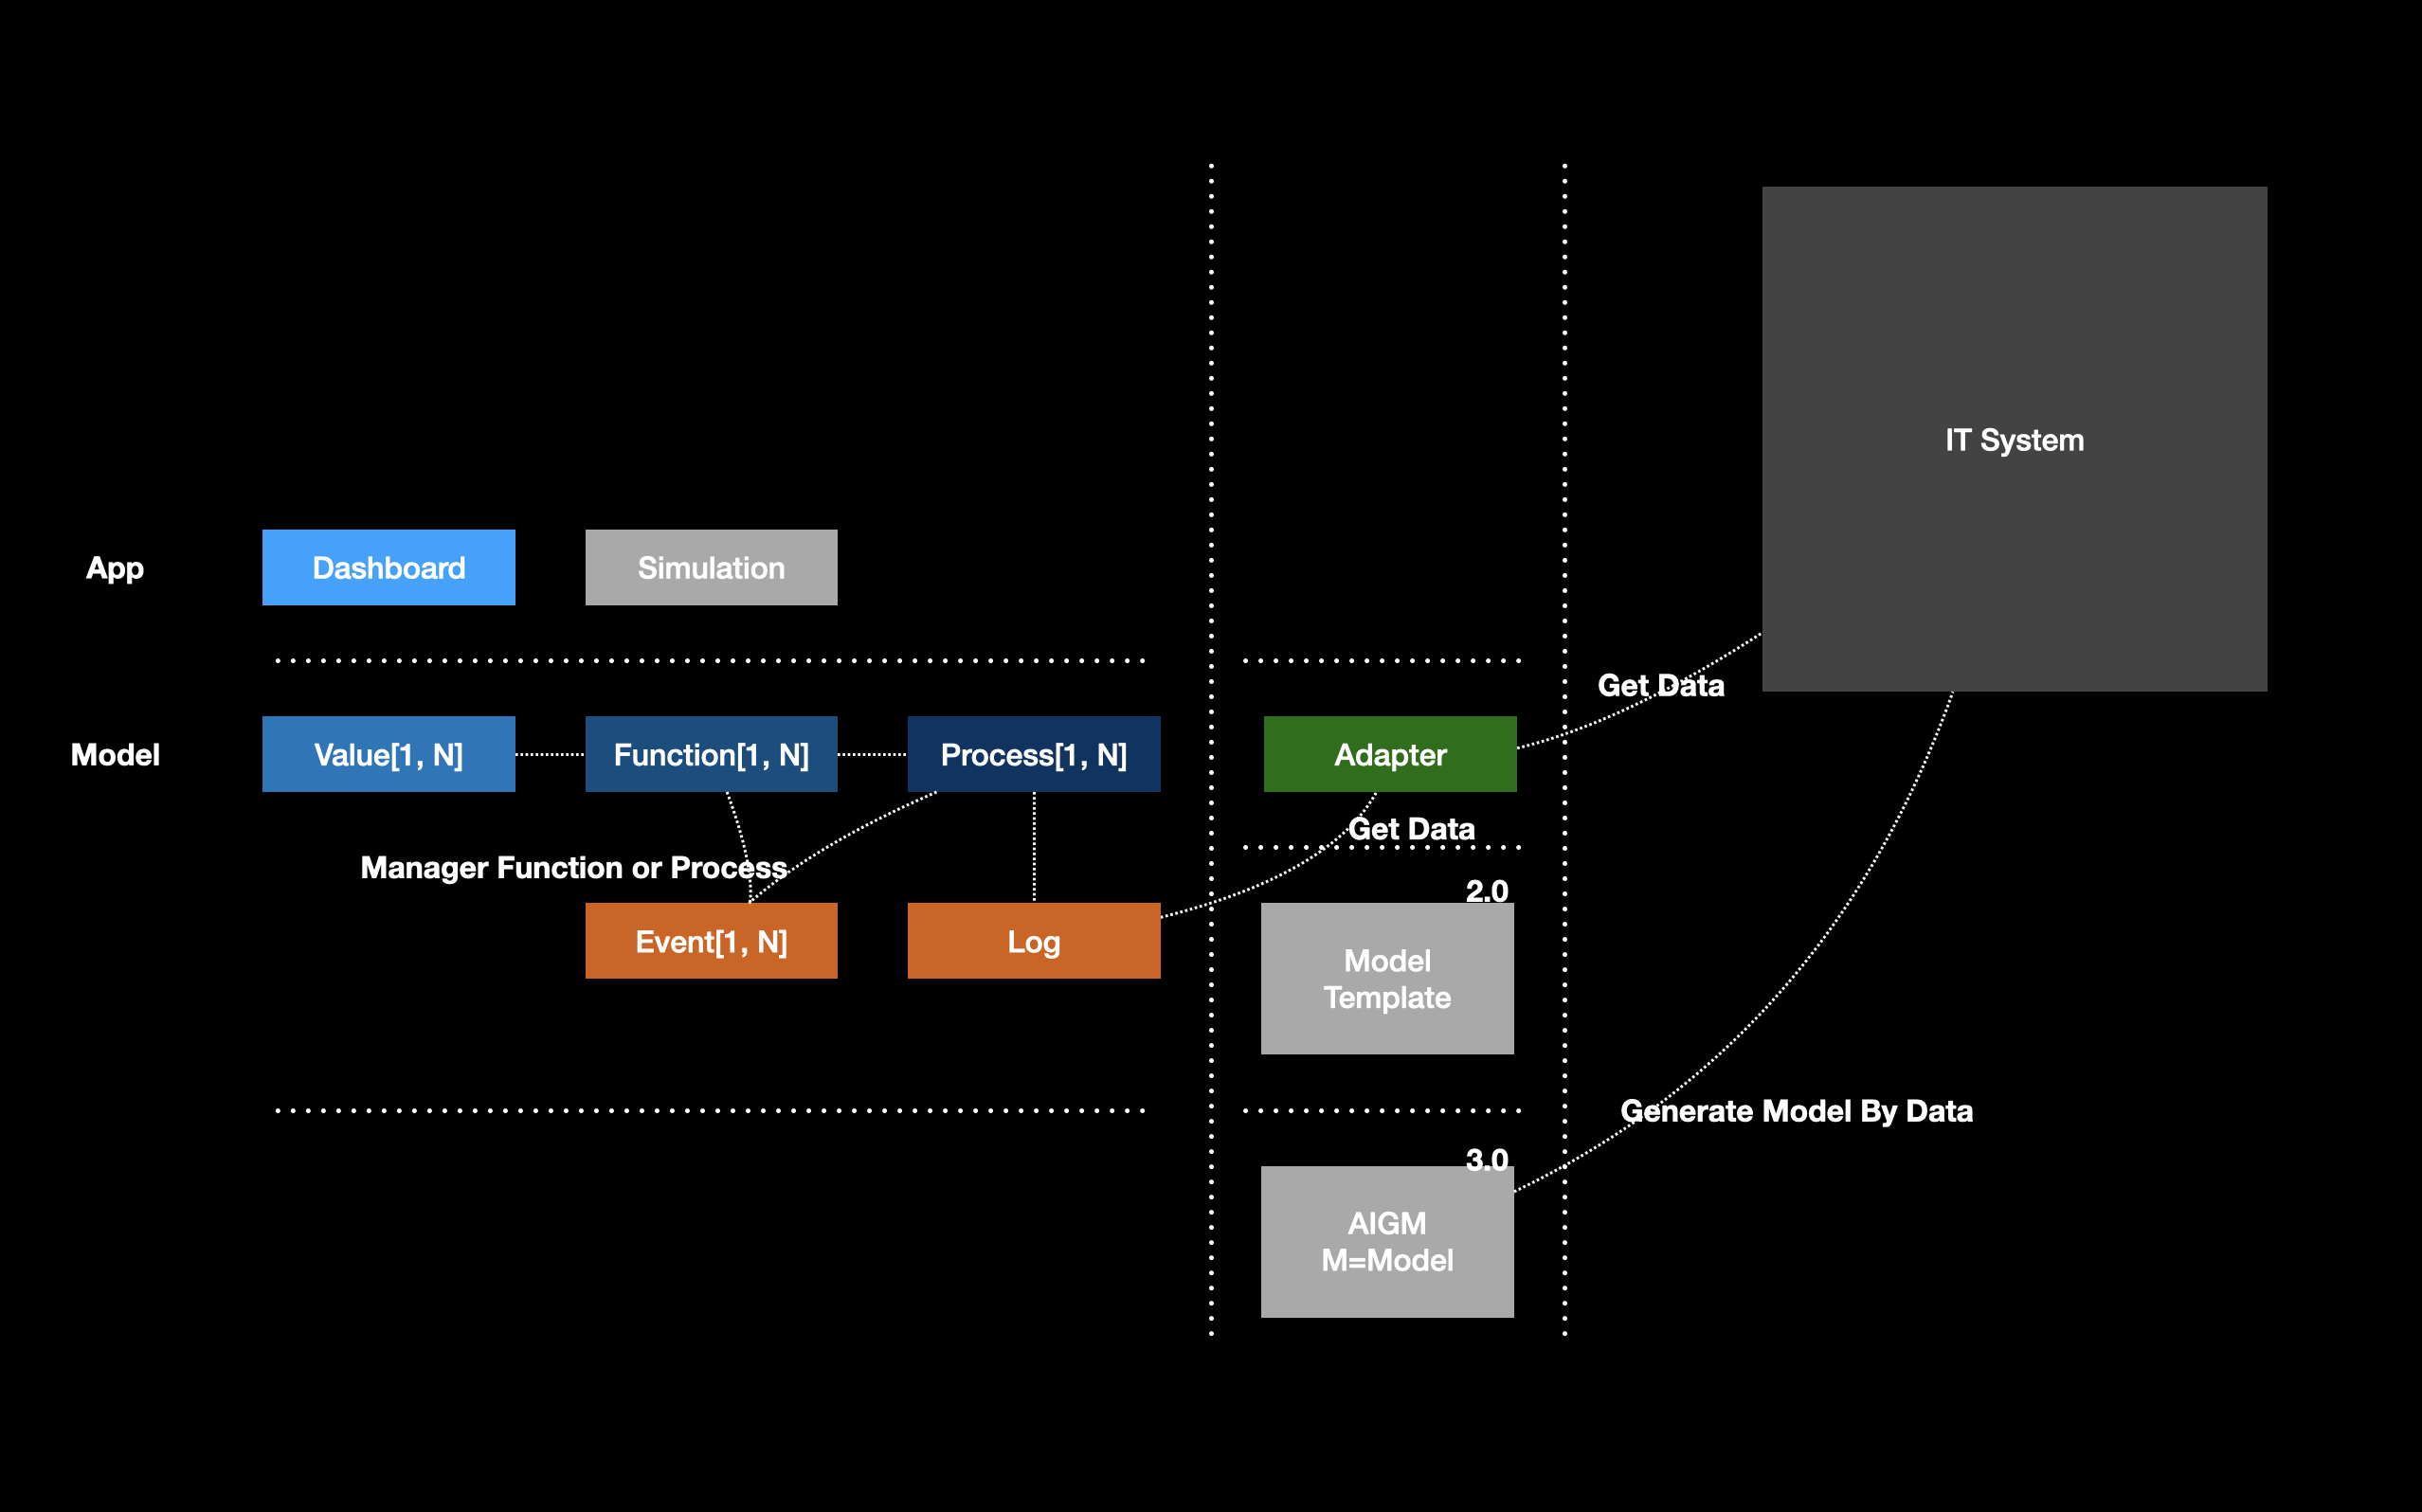 IT System
App
Dashboard
Simulation
Get Data
Model
Value[1, N]
Function[1, N]
Process[1, N]
Adapter
Get Data
Manager Function or Process
2.0
Event[1, N]
Log
Model
Template
Generate Model By Data
3.0
AIGM
M=Model